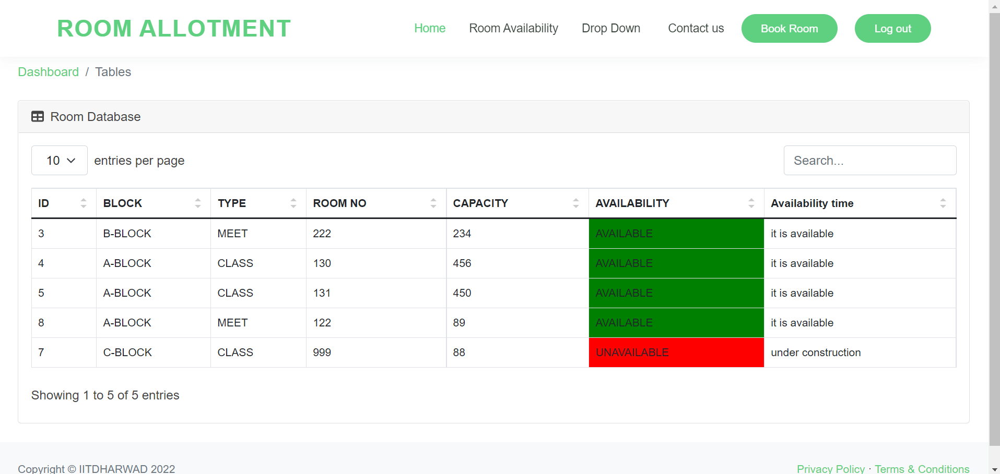 ROOM ALLOTMENT Home Room Availability Drop Down Contact us Book Room Log out
Dashboard / Tables
Room Database
10 entries per page Search...
ID BLOCK TYPE ROOM NO CAPACITY AVAILABILITY Availability time
3 B-BLOCK MEET 222 234 AVAILABLE it is available
4 A-BLOCK CLASS 130 456 AVAILABLE it is available
5 A-BLOCK CLASS 131 450 AVAILABLE it is available
8 A-BLOCK MEET 122 89 AVAILABLE it is available
7 C-BLOCK CLASS 999 88 UNAVAILABLE under construction
Showing 1 to 5 of 5 entries
Copyright © IITDHARWAD 2022 Privacy Policy · Terms & Conditions